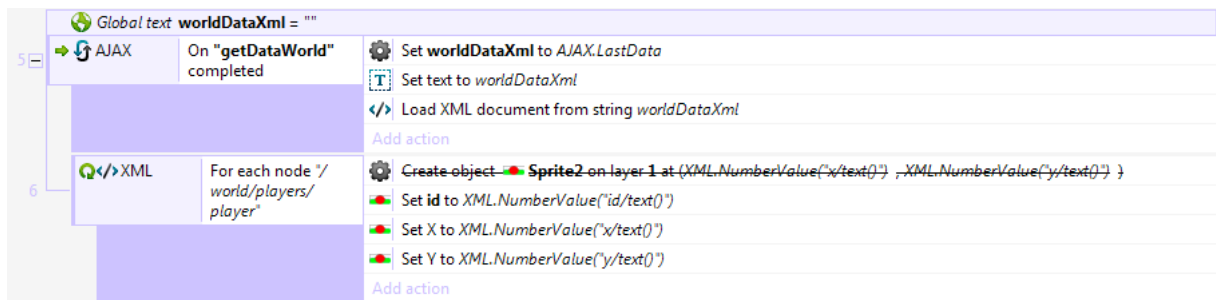 Global text worldDataXml = ""
5
AJAX
On "getDataWorld"
completed
Set worldDataXml to AJAX.LastData
T
Set text to worldDataXml
Load XML document from string worldDataXml
Add action
6
XML
For each node "/
world/players/
player"
Create object Sprite2 on layer 1 at (XML.NumberValue("x/text()") , XML.NumberValue("y/text()") )
Set id to XML.NumberValue("id/text()")
Set X to XML.NumberValue("x/text()")
Set Y to XML.NumberValue("y/text()")
Add action